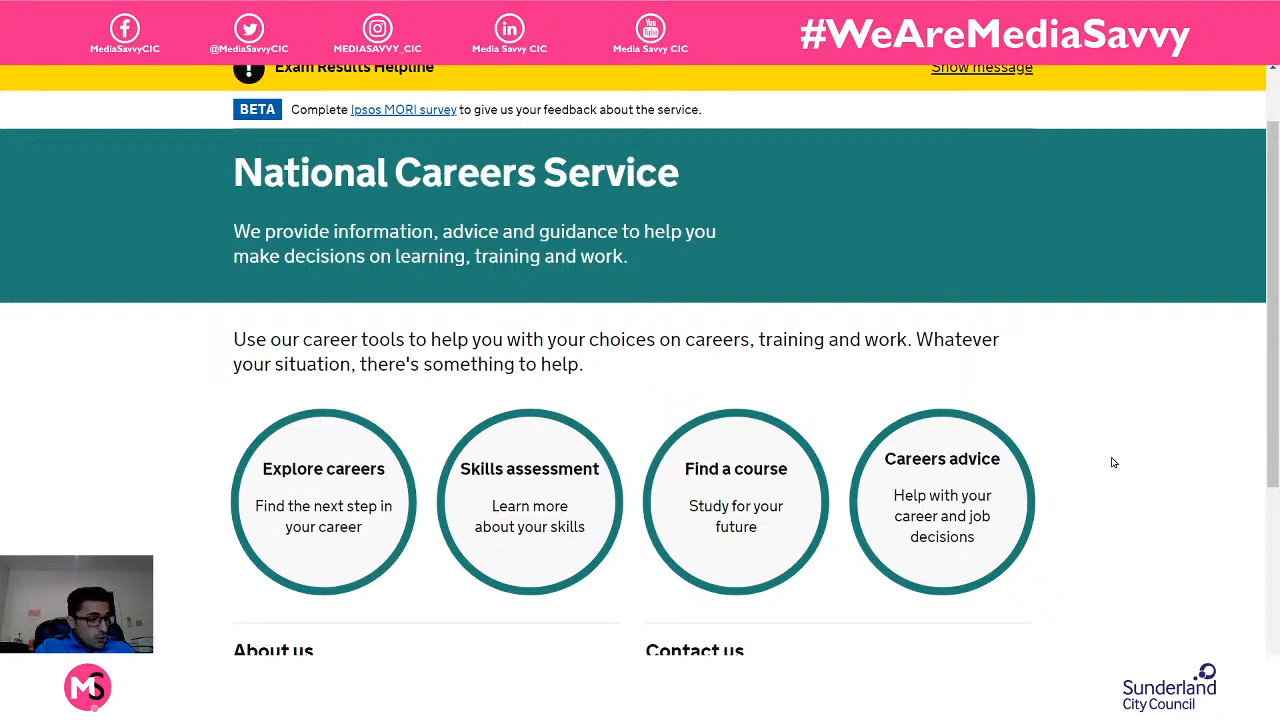 #WeAreMediaSavvy
MediaSavvyCIC
@MediaSavvyCIC
MEDIASAVVY_CIC
Media Savvy CIC
You
Tube
Media Savvy CIC
! Exam Results Helpline
Show message
BETA Complete Ipsos MORI survey to give us your feedback about the service.
National Careers Service
We provide information, advice and guidance to help you
make decisions on learning, training and work.
Use our career tools to help you with your choices on careers, training and work. Whatever
your situation, there's something to help.
Explore careers
Find the next step in
your career
Skills assessment
Learn more
about your skills
Find a course
Study for your
future
Careers advice
Help with your
career and job
decisions
About us
Contact us
MS
Sunderland
City Council